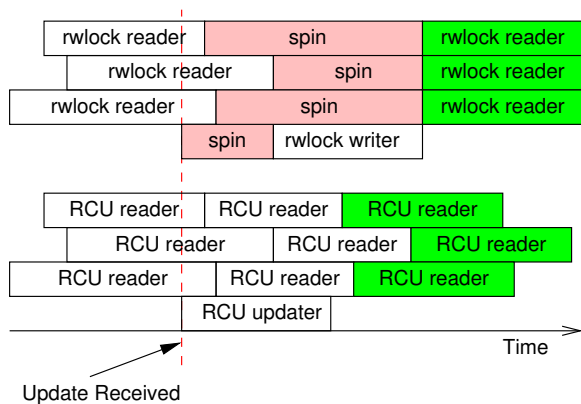 rwlock reader spin rwlock reader
rwlock reader spin rwlock reader
rwlock reader spin rwlock reader
spin rwlock writer
RCU reader RCU reader RCU reader
RCU reader RCU reader RCU reader
RCU reader RCU reader RCU reader
RCU updater
Time
Update Received